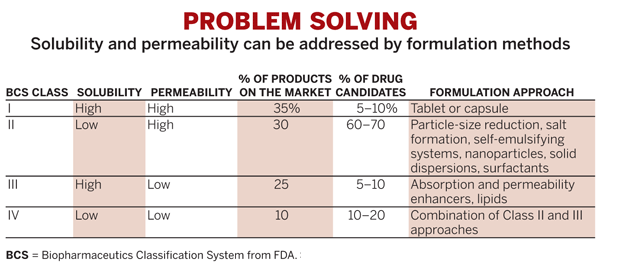 PROBLEM SOLVING
Solubility and permeability can be addressed by formulation methods
% OF PRODUCTS % OF DRUG
BCS CLASS SOLUBILITY PERMEABILITY ON THE MARKET CANDIDATES FORMULATION APPROACH
I High High 35% 5–10% Tablet or capsule
II Low High 30 60–70 Particle-size reduction, salt
formation, self-emulsifying
systems, nanoparticles, solid
dispersions, surfactants
III High Low 25 5–10 Absorption and permeability
enhancers, lipids
IV Low Low 10 10–20 Combination of Class II and III
approaches
BCS = Biopharmaceutics Classification System from FDA.